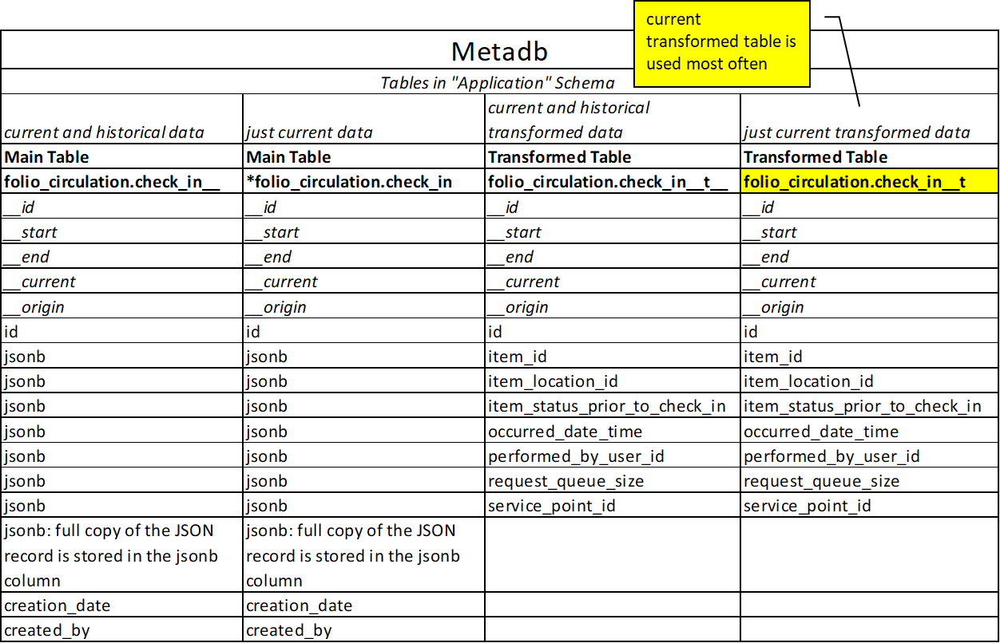 current
transformed table is
used most often
Metadb
Tables in "Application" Schema
current and historical data
just current data
current and historical
transformed data
just current transformed data
Main Table
Main Table
Transformed Table
Transformed Table
folio_circulation.check_in__
*folio_circulation.check_in
folio_circulation.check_in__t__
folio_circulation.check_in__t
__id
__id
__id
__id
__start
__start
__start
__start
__end
__end
__end
__end
__current
__current
__current
__current
__origin
__origin
__origin
__origin
id
id
id
id
jsonb
jsonb
item_id
item_id
jsonb
jsonb
item_location_id
item_location_id
jsonb
jsonb
item_status_prior_to_check_in
item_status_prior_to_check_in
jsonb
jsonb
occurred_date_time
occurred_date_time
jsonb
jsonb
performed_by_user_id
performed_by_user_id
jsonb
jsonb
request_queue_size
request_queue_size
jsonb
jsonb
service_point_id
service_point_id
jsonb: full copy of the JSON
record is stored in the jsonb
column
jsonb: full copy of the JSON
record is stored in the jsonb
column
creation_date
creation_date
created_by
created_by